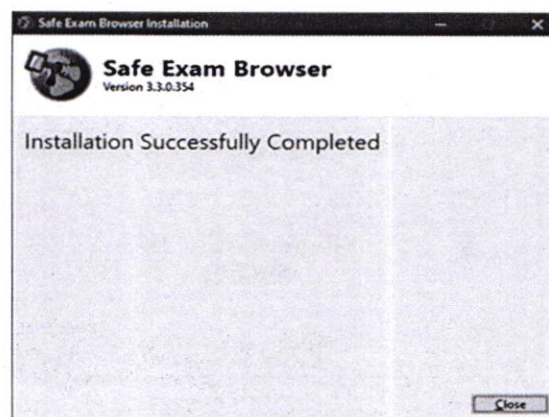 Safe Exam Browser Installation
Safe Exam Browser
Version 3.3.0.354
Installation Successfully Completed
Close